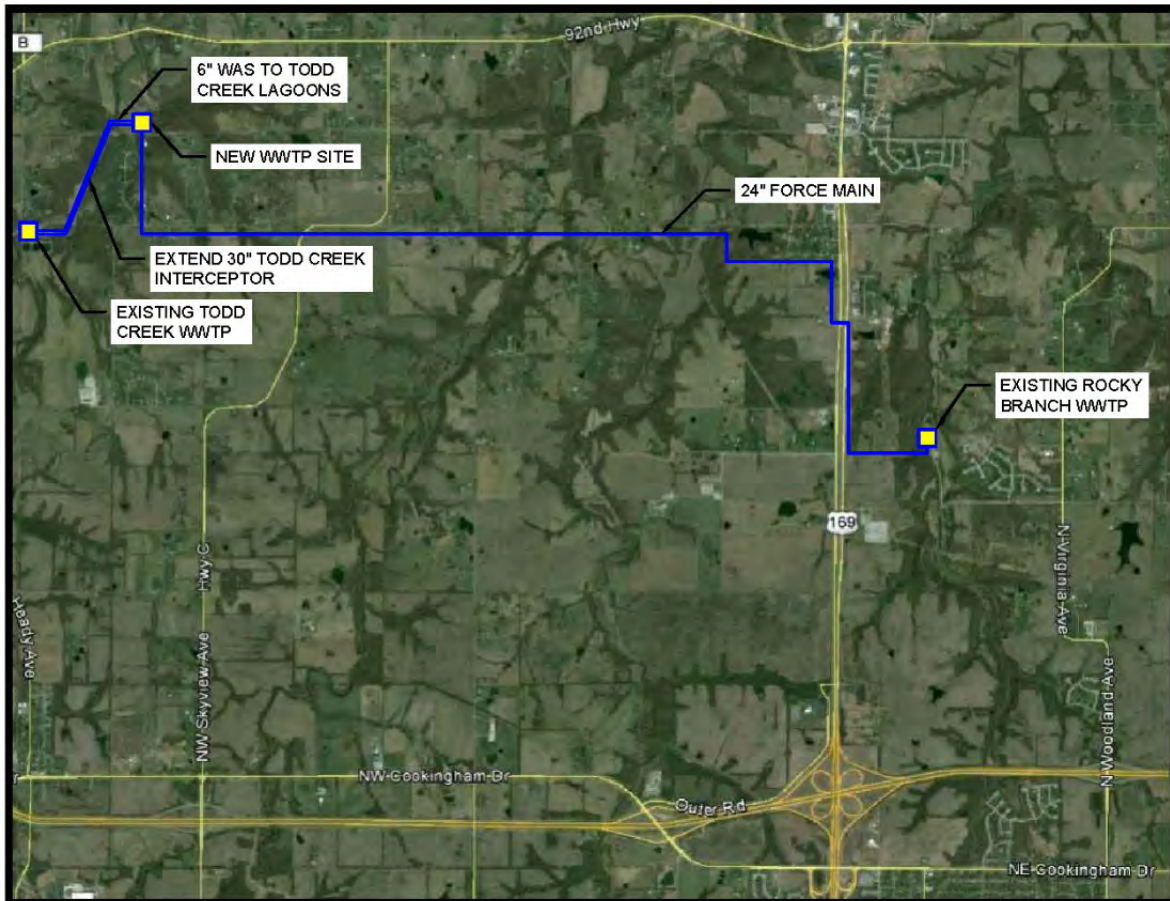 B
92nd Hwy
6" WAS TO TODD
CREEK LAGOONS
NEW WWTP SITE
24" FORCE MAIN
EXTEND 30" TODD CREEK
INTERCEPTOR
EXISTING TODD
CREEK WWTP
EXISTING ROCKY
BRANCH WWTP
169
Hwy C
NW Skyview Ave
Heady Ave
N Virginia Ave
N Woodland Ave
NW Cookingham Dr
Outer Rd
NE Cookingham Dr